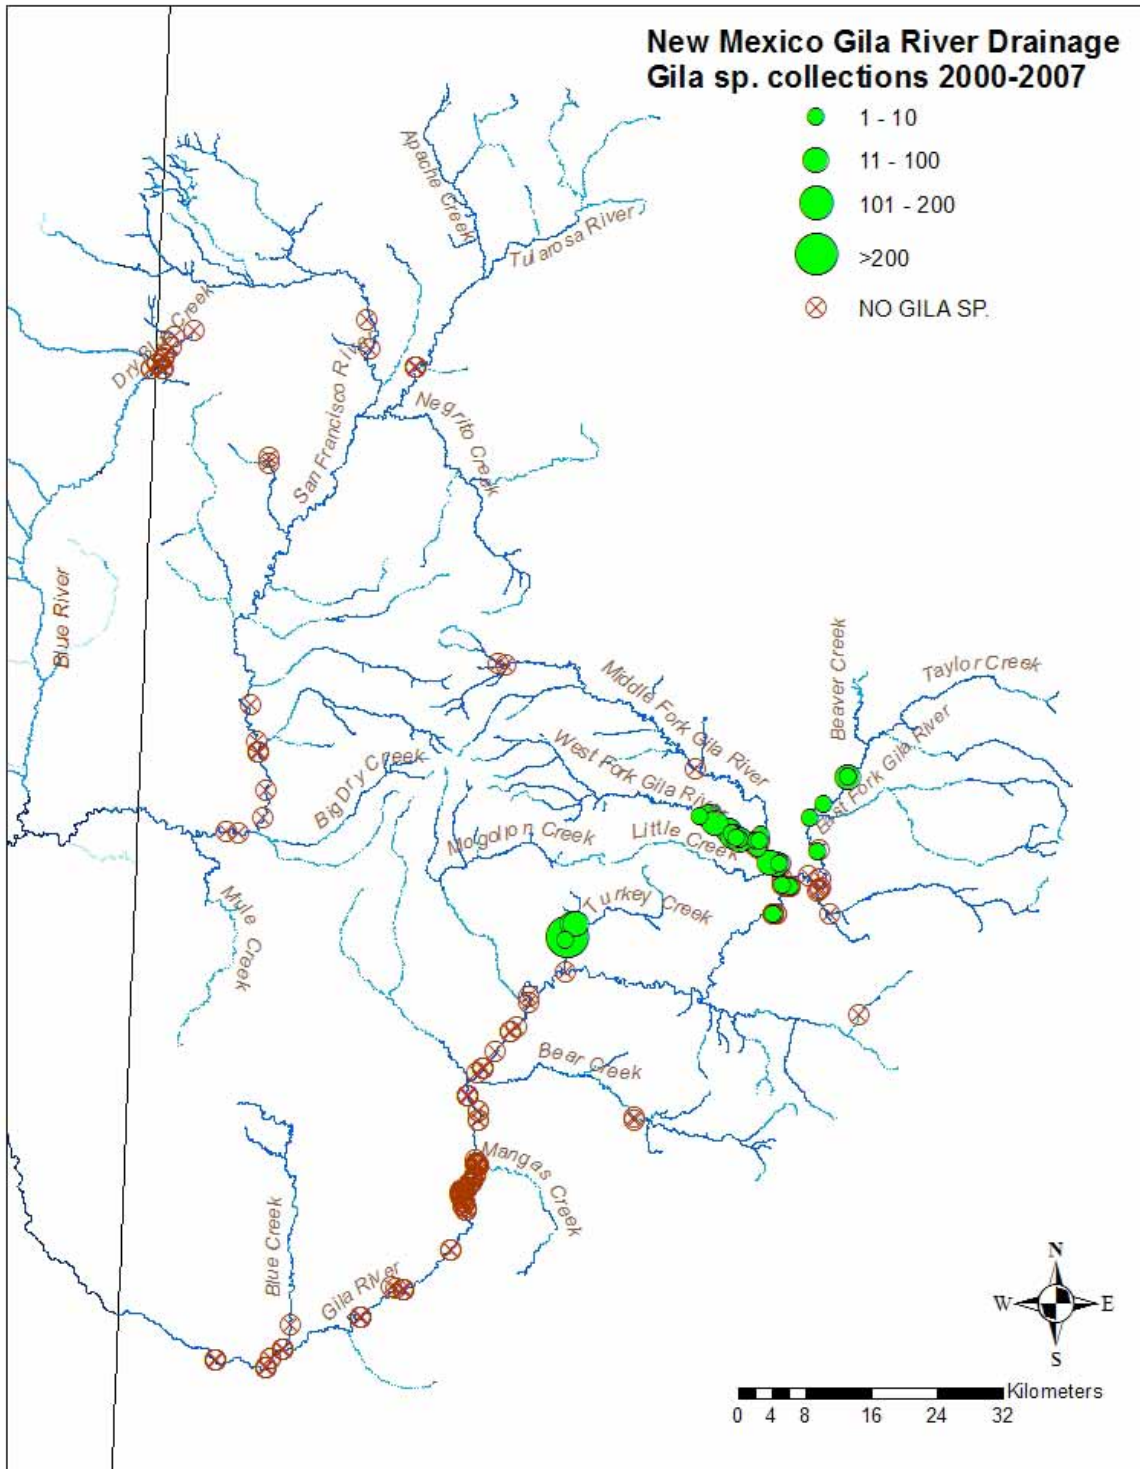 New Mexico Gila River Drainage
Gila sp. collections 2000-2007
1 - 10
11 - 100
101 - 200
>200
NO GILA SP.
Apache Creek
Tularosa River
Dry Blue Creek
San Francisco River
Negrito Creek
Blue River
Beaver Creek
Taylor Creek
Middle Fork Gila River
East Fork Gila River
West Fork Gila River
Big Dry Creek
Mogollon Creek
Little Creek
Turkey Creek
Mule Creek
Bear Creek
Mangas Creek
Blue Creek
Gila River
N
W E
S
Kilometers
0 4 8 16 24 32